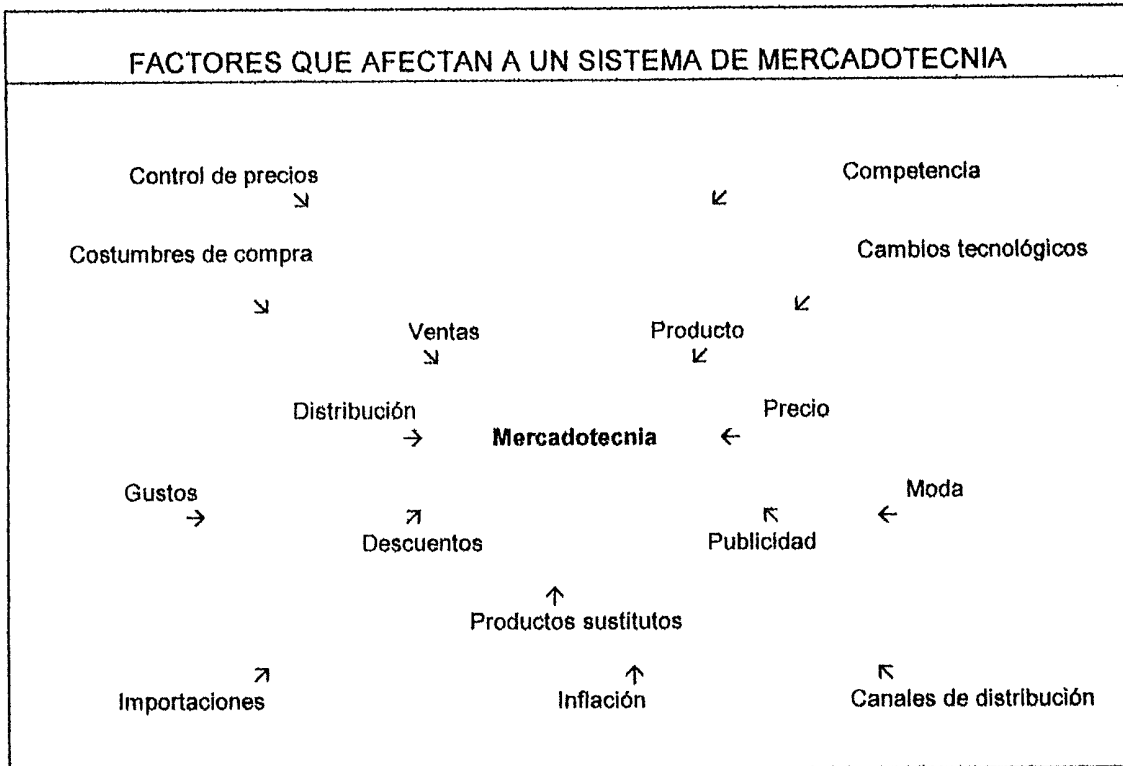 FACTORES QUE AFECTAN A UN SISTEMA DE MERCADOTECNIA
Control de precios
Competencia
Costumbres de compra
Cambios tecnológicos
Ventas
Producto
Distribución
Precio
Mercadotecnia
Gustos
Moda
Descuentos
Publicidad
Productos sustitutos
Importaciones
Inflación
Canales de distribución